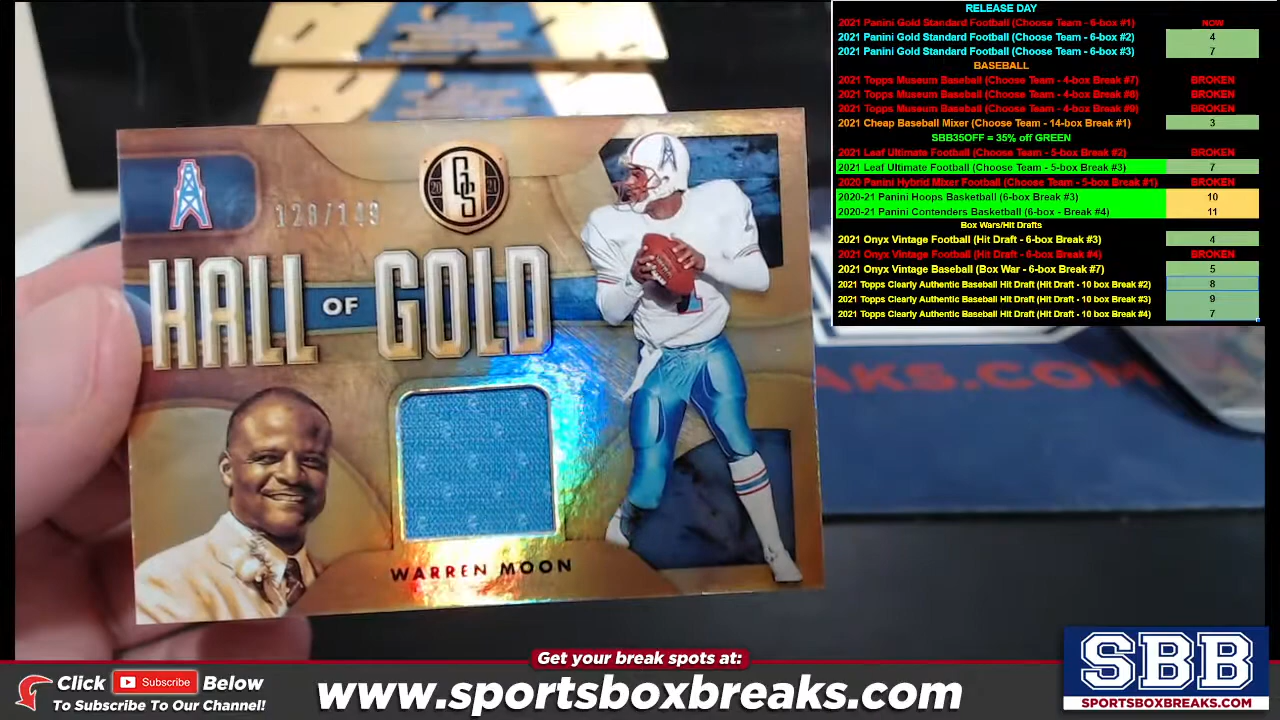 RELEASE DAY
2021 Panini Gold Standard Football (Choose Team - 6-box #1) NOW
2021 Panini Gold Standard Football (Choose Team - 6-box #2) 4
2021 Panini Gold Standard Football (Choose Team - 6-box #3) 7
BASEBALL
2021 Topps Museum Baseball (Choose Team - 4-box Break #7) BROKEN
2021 Topps Museum Baseball (Choose Team - 4-box Break #8) BROKEN
2021 Topps Museum Baseball (Choose Team - 4-box Break #9) BROKEN
2021 Cheap Baseball Mixer (Choose Team - 14-box Break #1) 3
SBB35OFF = 35% off GREEN
2021 Leaf Ultimate Football (Choose Team - 5-box Break #2) BROKEN
2021 Leaf Ultimate Football (Choose Team - 5-box Break #3) 7
2020 Panini Hybrid Mixer Football (Choose Team - 5-box Break #1) BROKEN
2020-21 Panini Hoops Basketball (6-box Break #3) 10
2020-21 Panini Contenders Basketball (6-box - Break #4) 11
Box Wars/Hit Drafts
2021 Onyx Vintage Football (Hit Draft - 6-box Break #3) 4
2021 Onyx Vintage Football (Hit Draft - 6-box Break #4) BROKEN
2021 Onyx Vintage Baseball (Box War - 6-box Break #7) 5
2021 Topps Clearly Authentic Baseball Hit Draft (Hit Draft - 10 box Break #2) 8
2021 Topps Clearly Authentic Baseball Hit Draft (Hit Draft - 10 box Break #3) 9
2021 Topps Clearly Authentic Baseball Hit Draft (Hit Draft - 10 box Break #4) 7
GS
20 21
HALL OF GOLD
WARREN MOON
AKS.COM
Get your break spots at:
Click Subscribe Below
To Subscribe To Our Channel!
www.sportsboxbreaks.com
SBB
SPORTSBOXBREAKS.COM